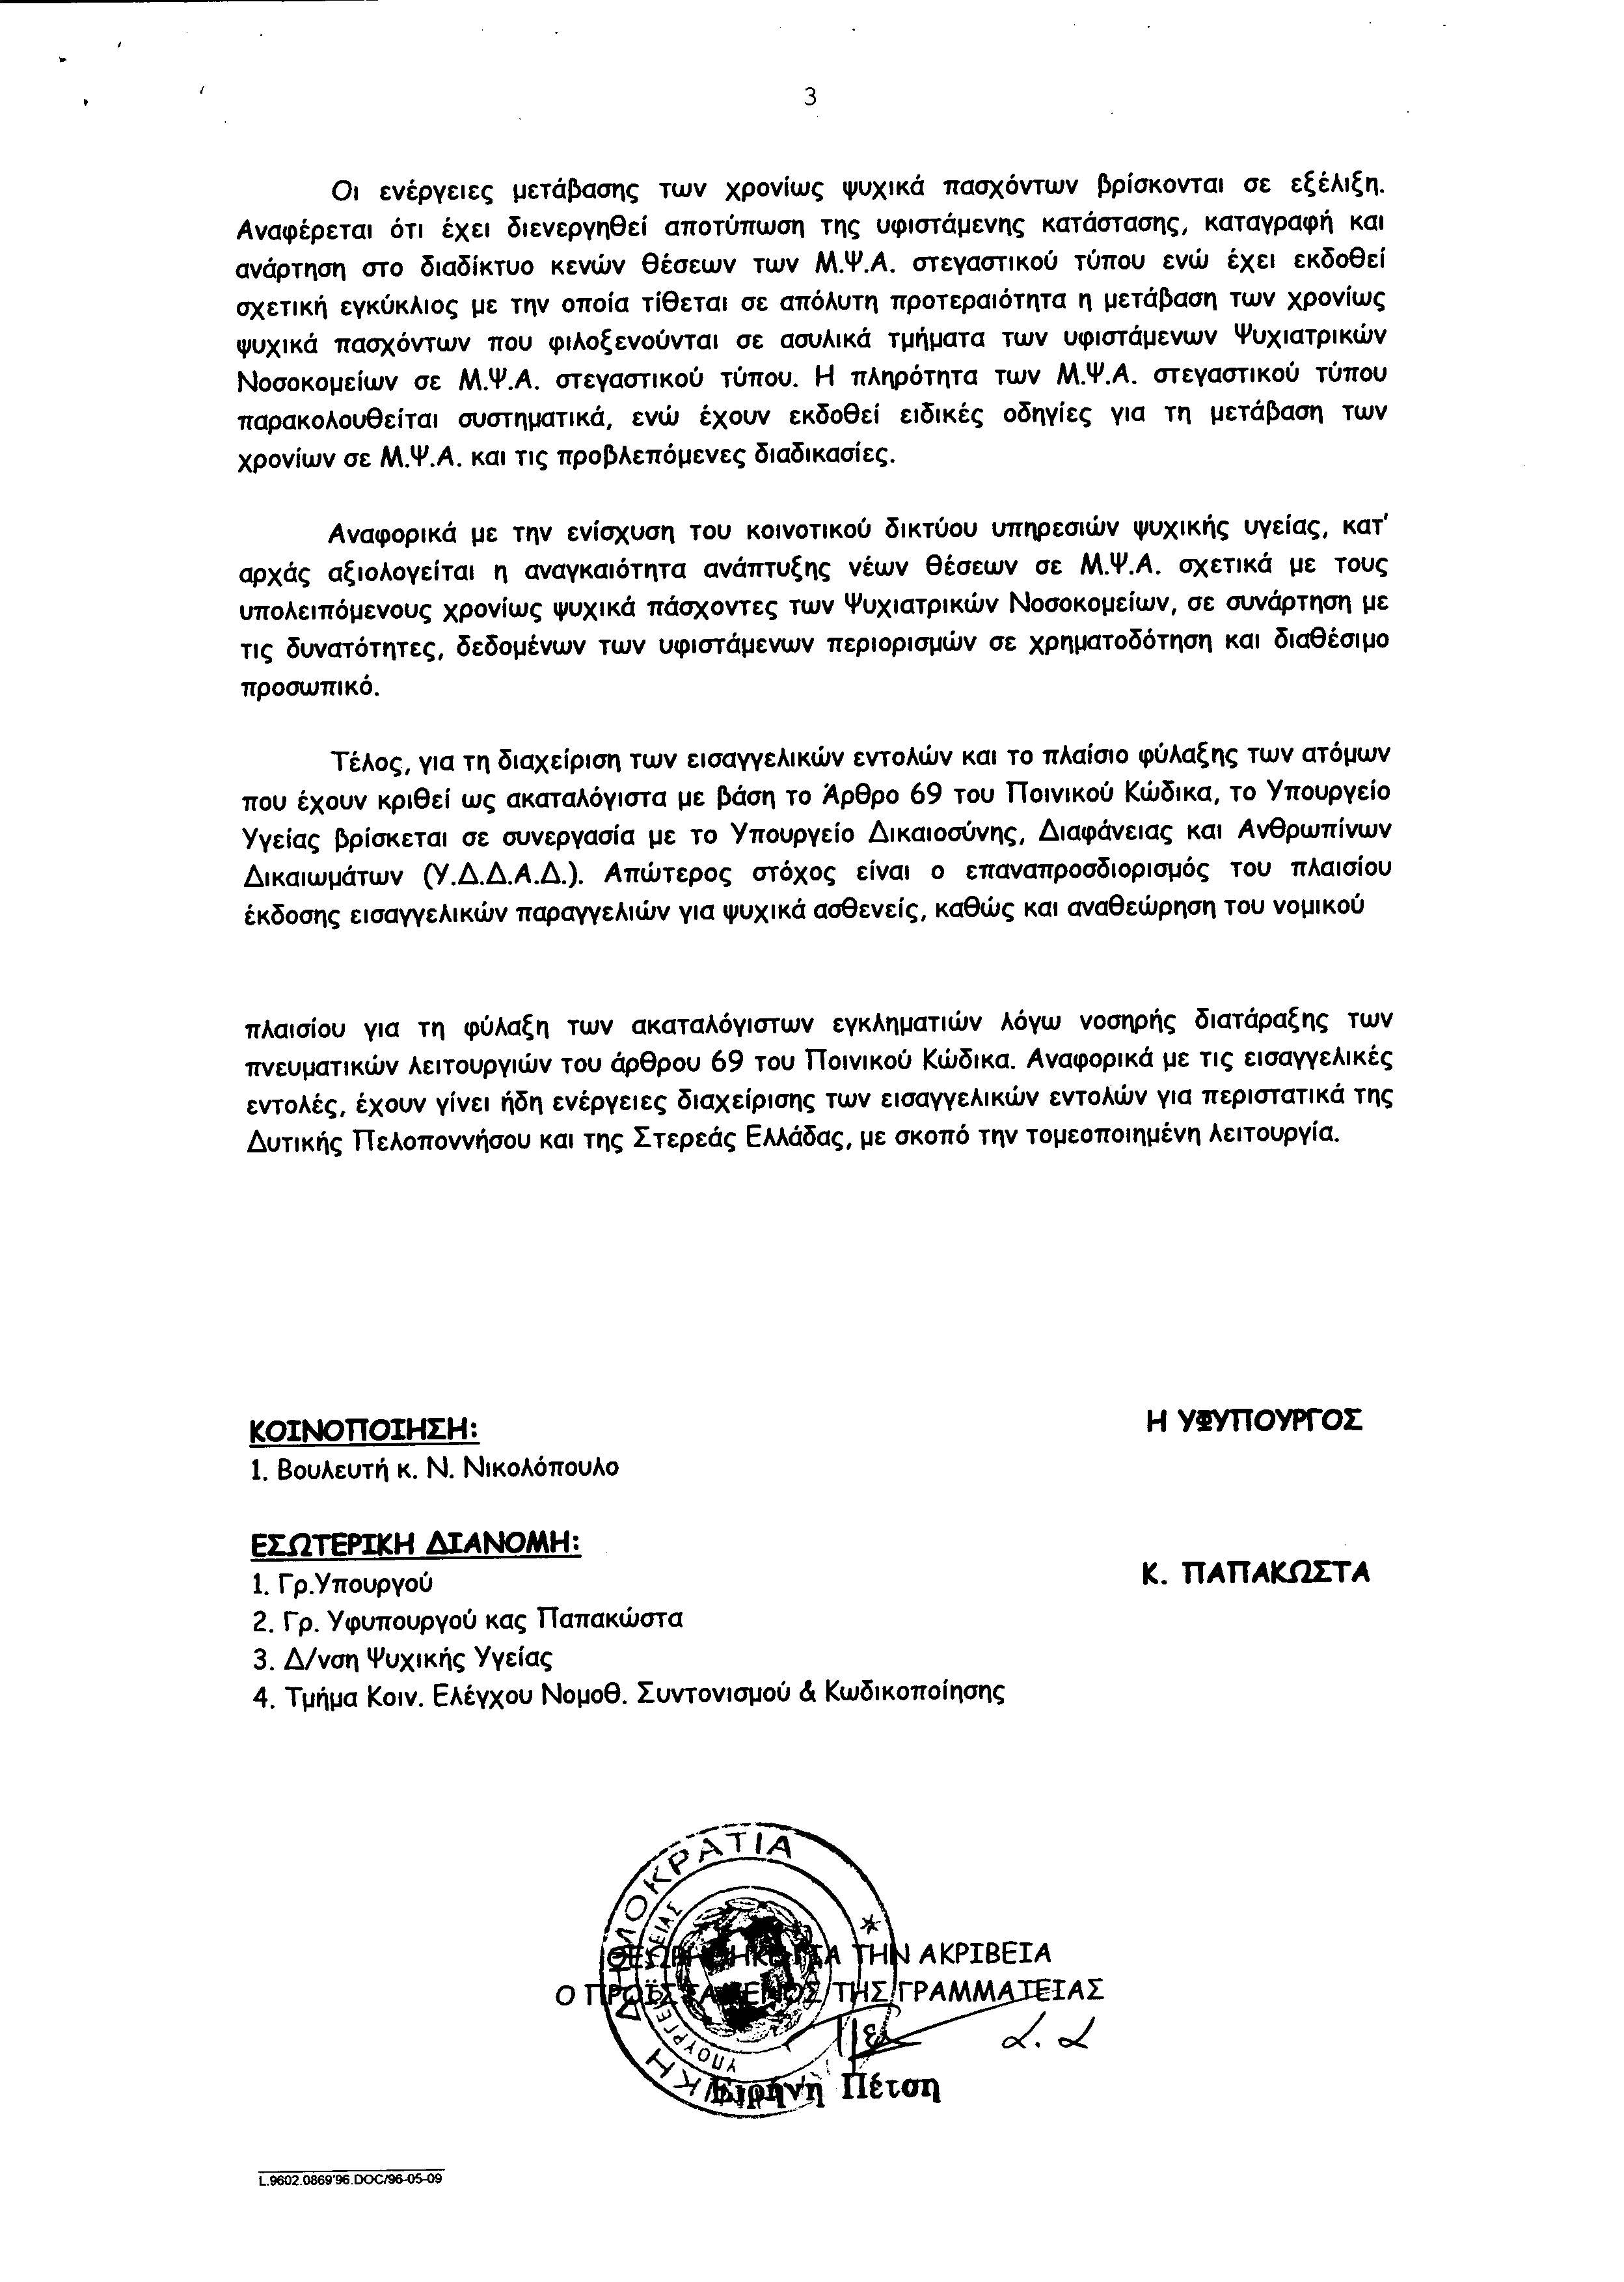 3
Οι ενέργειες μετάβασης των χρονίως ψυχικά πασχόντων βρίσκονται σε εξέλιξη.
Αναφέρεται ότι έχει διενεργηθεί αποτύπωση της υφιστάμενης κατάστασης, καταγραφή και
ανάρτηση στο διαδίκτυο κενών θέσεων των Μ.Ψ.Α. στεγαστικού τύπου ενώ έχει εκδοθεί
σχετική εγκύκλιος με την οποία τίθεται σε απόλυτη προτεραιότητα η μετάβαση των χρονίως
ψυχικά πασχόντων που φιλοξενούνται σε ασυλικά τμήματα των υφιστάμενων Ψυχιατρικών
Νοσοκομείων σε Μ.Ψ.Α. στεγαστικού τύπου. Η πληρότητα των Μ.Ψ.Α. στεγαστικού τύπου
παρακολουθείται συστηματικά, ενώ έχουν εκδοθεί ειδικές οδηγίες για τη μετάβαση των
χρονίων σε Μ.Ψ.Α. και τις προβλεπόμενες διαδικασίες.
Αναφορικά με την ενίσχυση του κοινοτικού δικτύου υπηρεσιών ψυχικής υγείας, κατ'
αρχάς αξιολογείται η αναγκαιότητα ανάπτυξης νέων θέσεων σε Μ.Ψ.Α. σχετικά με τους
υπολειπόμενους χρονίως ψυχικά πάσχοντες των Ψυχιατρικών Νοσοκομείων, σε συνάρτηση με
τις δυνατότητες, δεδομένων των υφιστάμενων περιορισμών σε χρηματοδότηση και διαθέσιμο
προσωπικό.
Τέλος, για τη διαχείριση των εισαγγελικών εντολών και το πλαίσιο φύλαξης των ατόμων
που έχουν κριθεί ως ακαταλόγιστα με βάση το Άρθρο 69 του Ποινικού Κώδικα, το Υπουργείο
Υγείας βρίσκεται σε συνεργασία με το Υπουργείο Δικαιοσύνης, Διαφάνειας και Ανθρωπίνων
Δικαιωμάτων (Υ.Δ.Δ.Α.Δ.). Απώτερος στόχος είναι ο επαναπροσδιορισμός του πλαισίου
έκδοσης εισαγγελικών παραγγελιών για ψυχικά ασθενείς, καθώς και αναθεώρηση του νομικού
πλαισίου για τη φύλαξη των ακαταλόγιστων εγκληματιών λόγω νοσηρής διατάραξης των
πνευματικών λειτουργιών του άρθρου 69 του Ποινικού Κώδικα. Αναφορικά με τις εισαγγελικές
εντολές, έχουν γίνει ήδη ενέργειες διαχείρισης των εισαγγελικών εντολών για περιστατικά της
Δυτικής Πελοποννήσου και της Στερεάς Ελλάδας, με σκοπό την τομεοποιημένη λειτουργία.
ΚΟΙΝΟΠΟΙΗΣΗ:
1. Βουλευτή κ. Ν. Νικολόπουλο
Η ΥΦΥΠΟΥΡΓΟΣ
ΕΣΩΤΕΡΙΚΗ ΔΙΑΝΟΜΗ:
1. Γρ.Υπουργού
2. Γρ. Υφυπουργού κας Παπακώστα
3. Δ/νση Ψυχικής Υγείας
4. Τμήμα Κοιν. Ελέγχου Νομοθ. Συντονισμού & Κωδικοποίησης
Κ. ΠΑΠΑΚΩΣΤΑ
ΔΗΜΟΚΡΑΤΙΑ
ΘΕΩΡΗΘΗΚΕ ΓΙΑ ΤΗΝ ΑΚΡΙΒΕΙΑ
Ο ΠΡΟΪΣΤΑΜΕΝΟΣ ΤΗΣ ΓΡΑΜΜΑΤΕΙΑΣ
α.α
Ειρήνη Πέτση
L.9602.0869'96.DOC/96-05-09